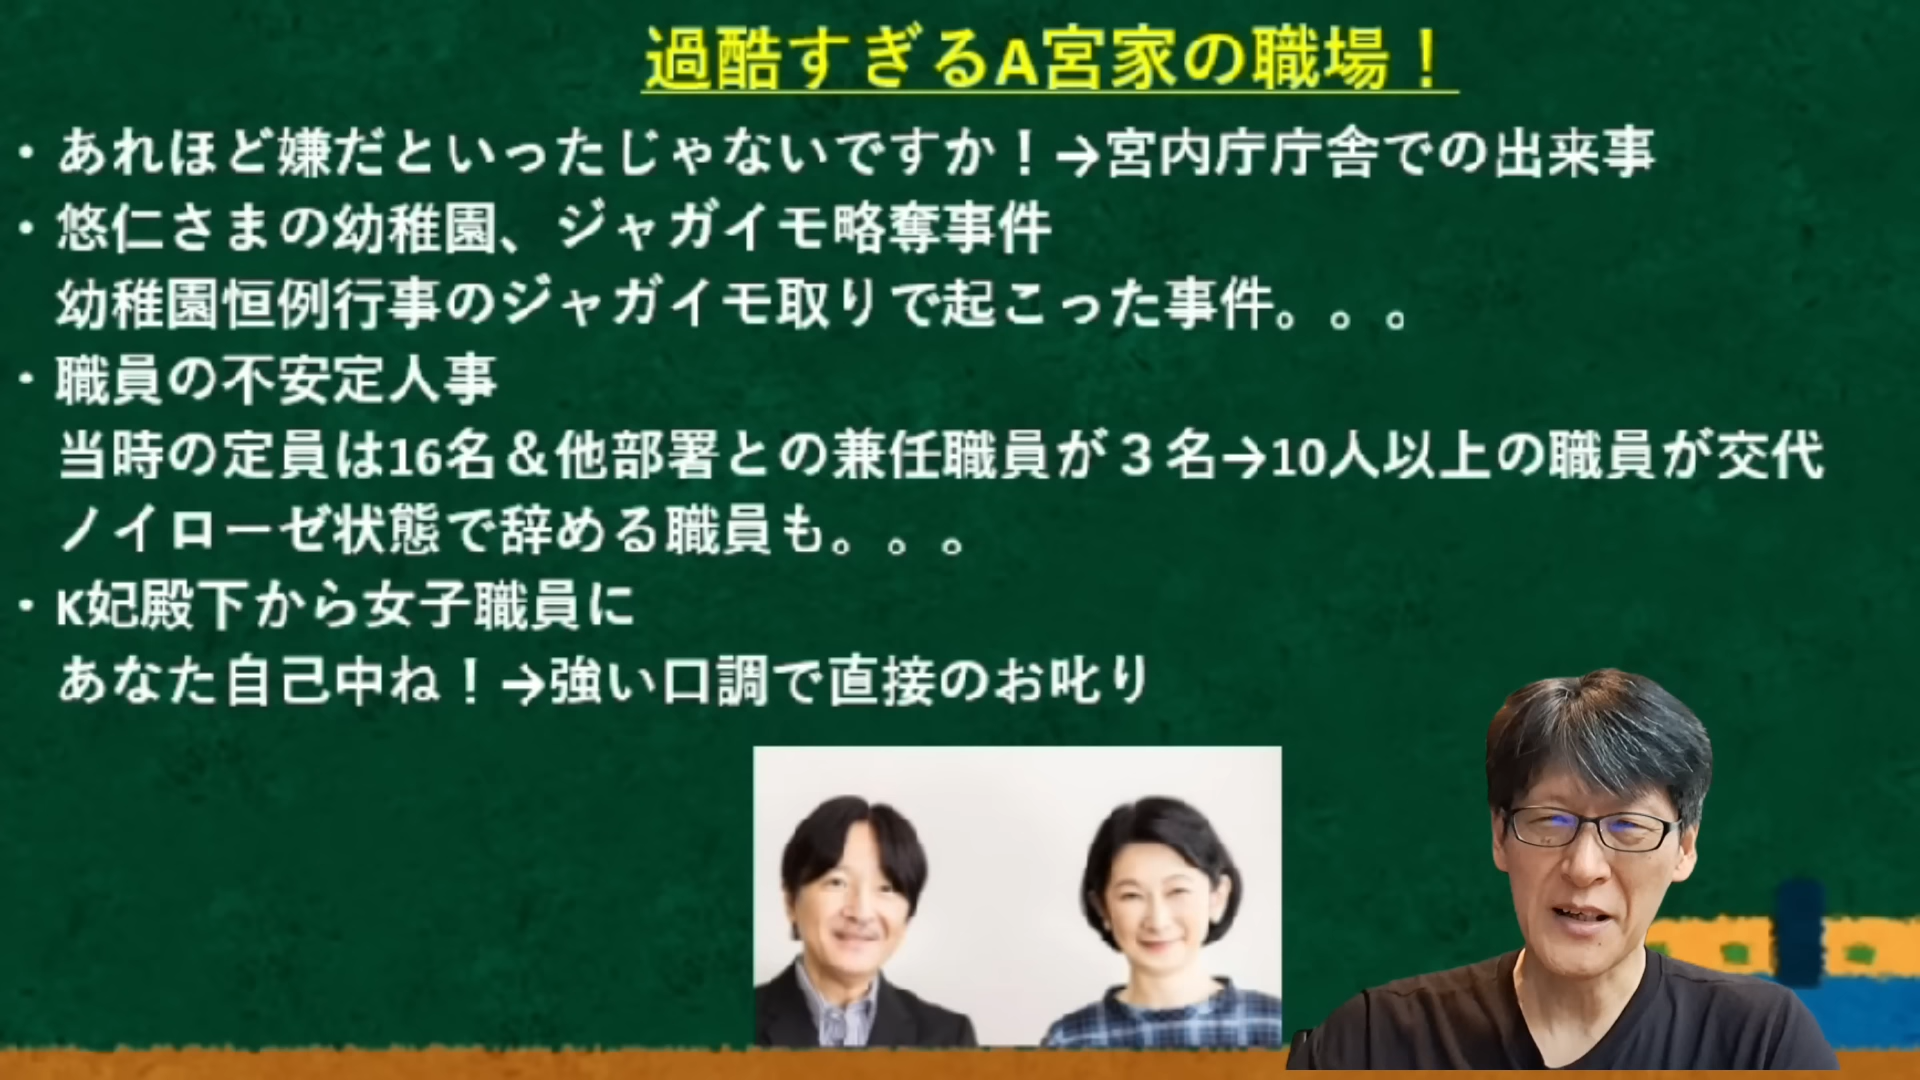 過酷すぎるA宮家の職場！
・あれほど嫌だといったじゃないですか！→宮内庁庁舎での出来事
・悠仁さまの幼稚園、ジャガイモ略奪事件
幼稚園恒例行事のジャガイモ取りで起こった事件。。。
・職員の不安定人事
当時の定員は16名＆他部署との兼任職員が３名→10人以上の職員が交代
ノイローゼ状態で辞める職員も。。。
・K妃殿下から女子職員に
あなた自己中ね！→強い口調で直接のお叱り